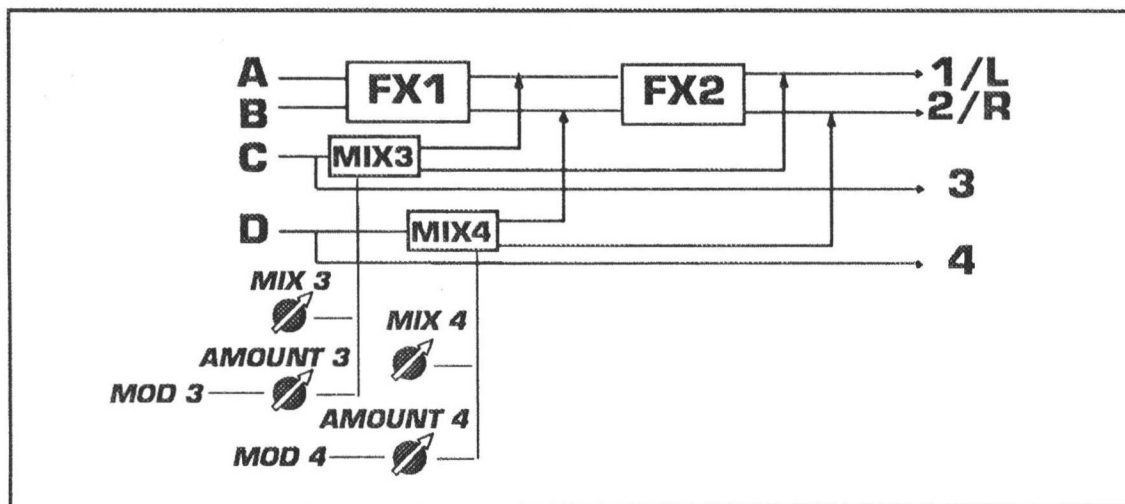 A
FX1
FX2
1/L
B
2/R
C
MIX3
3
D
MIX4
4
MIX 3
MIX 4
AMOUNT 3
MOD 3
AMOUNT 4
MOD 4